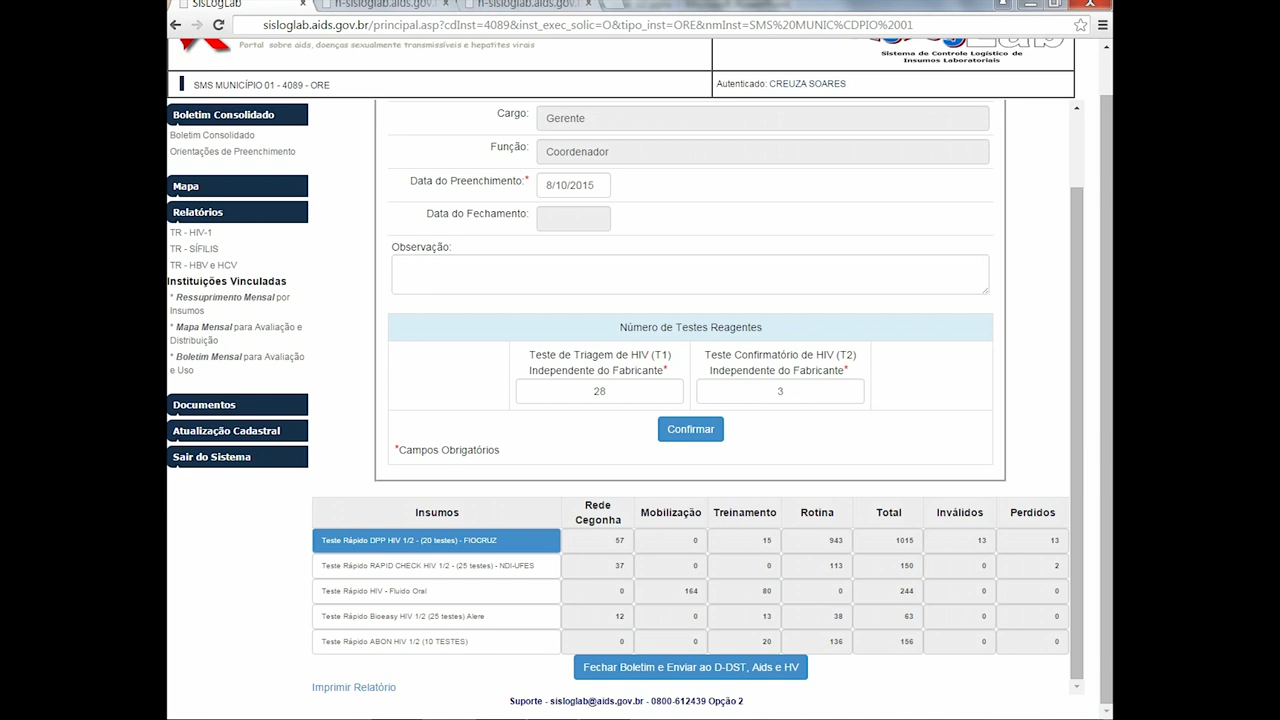 SisLogLab
n-sisloglab.aids.gov.
n-sisloglab.aids.gov.
sisloglab.aids.gov.br/principal.asp?cdInst=4089&inst_exec_solic=O&tipo_inst=ORE&nmInst=SMS%20MUNIC%CDPIO%2001
Portal sobre aids, doenças sexualmente transmissíveis e hepatites virais
Sistema de Controle Logístico de
Insumos Laboratoriais
SMS MUNICÍPIO 01 - 4089 - ORE
Autenticado: CREUZA SOARES
Boletim Consolidado
Boletim Consolidado
Orientações de Preenchimento
Mapa
Relatórios
TR - HIV-1
TR - SÍFILIS
TR - HBV e HCV
Instituições Vinculadas
* Ressuprimento Mensal por
Insumos
* Mapa Mensal para Avaliação e
Distribuição
* Boletim Mensal para Avaliação
e Uso
Documentos
Atualização Cadastral
Sair do Sistema
Cargo: Gerente
Função: Coordenador
Data do Preenchimento:* 8/10/2015
Data do Fechamento:
Observação:
Número de Testes Reagentes
Teste de Triagem de HIV (T1) Teste Confirmatório de HIV (T2)
Independente do Fabricante* Independente do Fabricante*
28 3
Confirmar
*Campos Obrigatórios
Insumos Rede Cegonha Mobilização Treinamento Rotina Total Inválidos Perdidos
Teste Rápido DPP HIV 1/2 - (20 testes) - FIOCRUZ 57 0 15 943 1015 13 13
Teste Rápido RAPID CHECK HIV 1/2 - (25 testes) - NDI-UFES 37 0 0 113 150 0 2
Teste Rápido HIV - Fluido Oral 0 164 80 0 244 0 0
Teste Rápido Bioeasy HIV 1/2 (25 testes) Alere 12 0 13 38 63 0 0
Teste Rápido ABON HIV 1/2 (10 TESTES) 0 0 20 136 156 0 0
Fechar Boletim e Enviar ao D-DST, Aids e HV
Imprimir Relatório
Suporte - sisloglab@aids.gov.br - 0800-612439 Opção 2